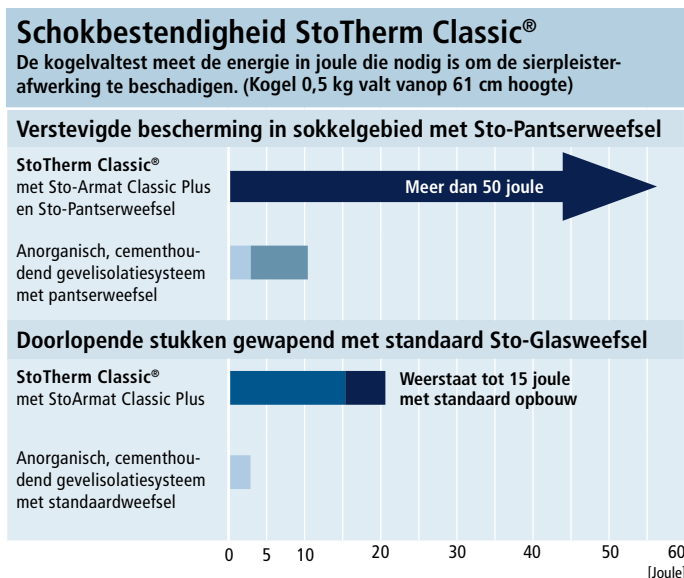 Schokbestendigheid StoTherm Classic®
De kogelvaltest meet de energie in joule die nodig is om de sierpleister-
afwerking te beschadigen. (Kogel 0,5 kg valt vanop 61 cm hoogte)
Verstevigde bescherming in sokkelgebied met Sto-Pantserweefsel
StoTherm Classic®
met Sto-Armat Classic Plus
en Sto-Pantserweefsel
Meer dan 50 joule
Anorganisch, cementhou-
dend gevelisolatiesysteem
met pantserweefsel
Doorlopende stukken gewapend met standaard Sto-Glasweefsel
StoTherm Classic®
met StoArmat Classic Plus
Weerstaat tot 15 joule
met standaard opbouw
Anorganisch, cementhou-
dend gevelisolatiesysteem
met standaardweefsel
0 5 10 20 30 40 50 60
[Joule]